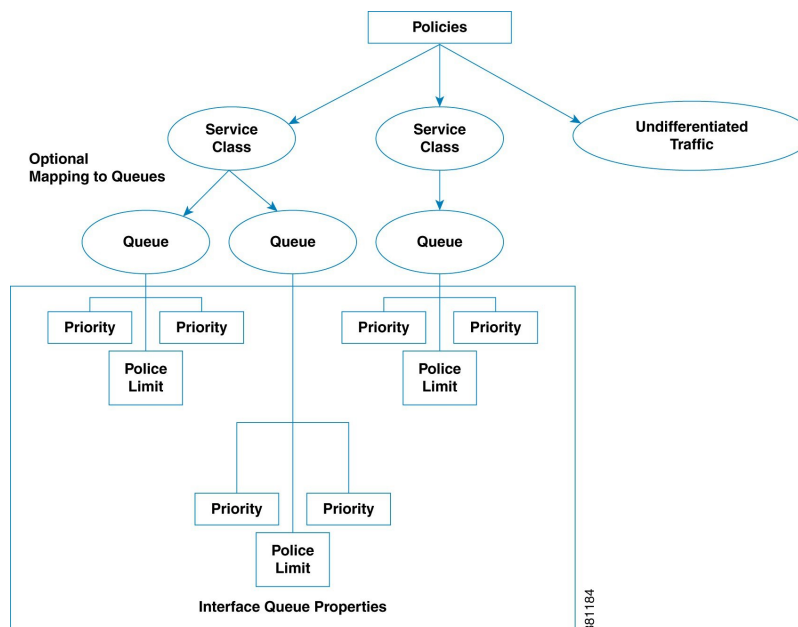 Policies
Service
Class
Service
Class
Undifferentiated
Traffic
Optional
Mapping to Queues
Queue
Queue
Queue
Priority
Priority
Priority
Priority
Police
Limit
Police
Limit
Priority
Priority
Police
Limit
Interface Queue Properties